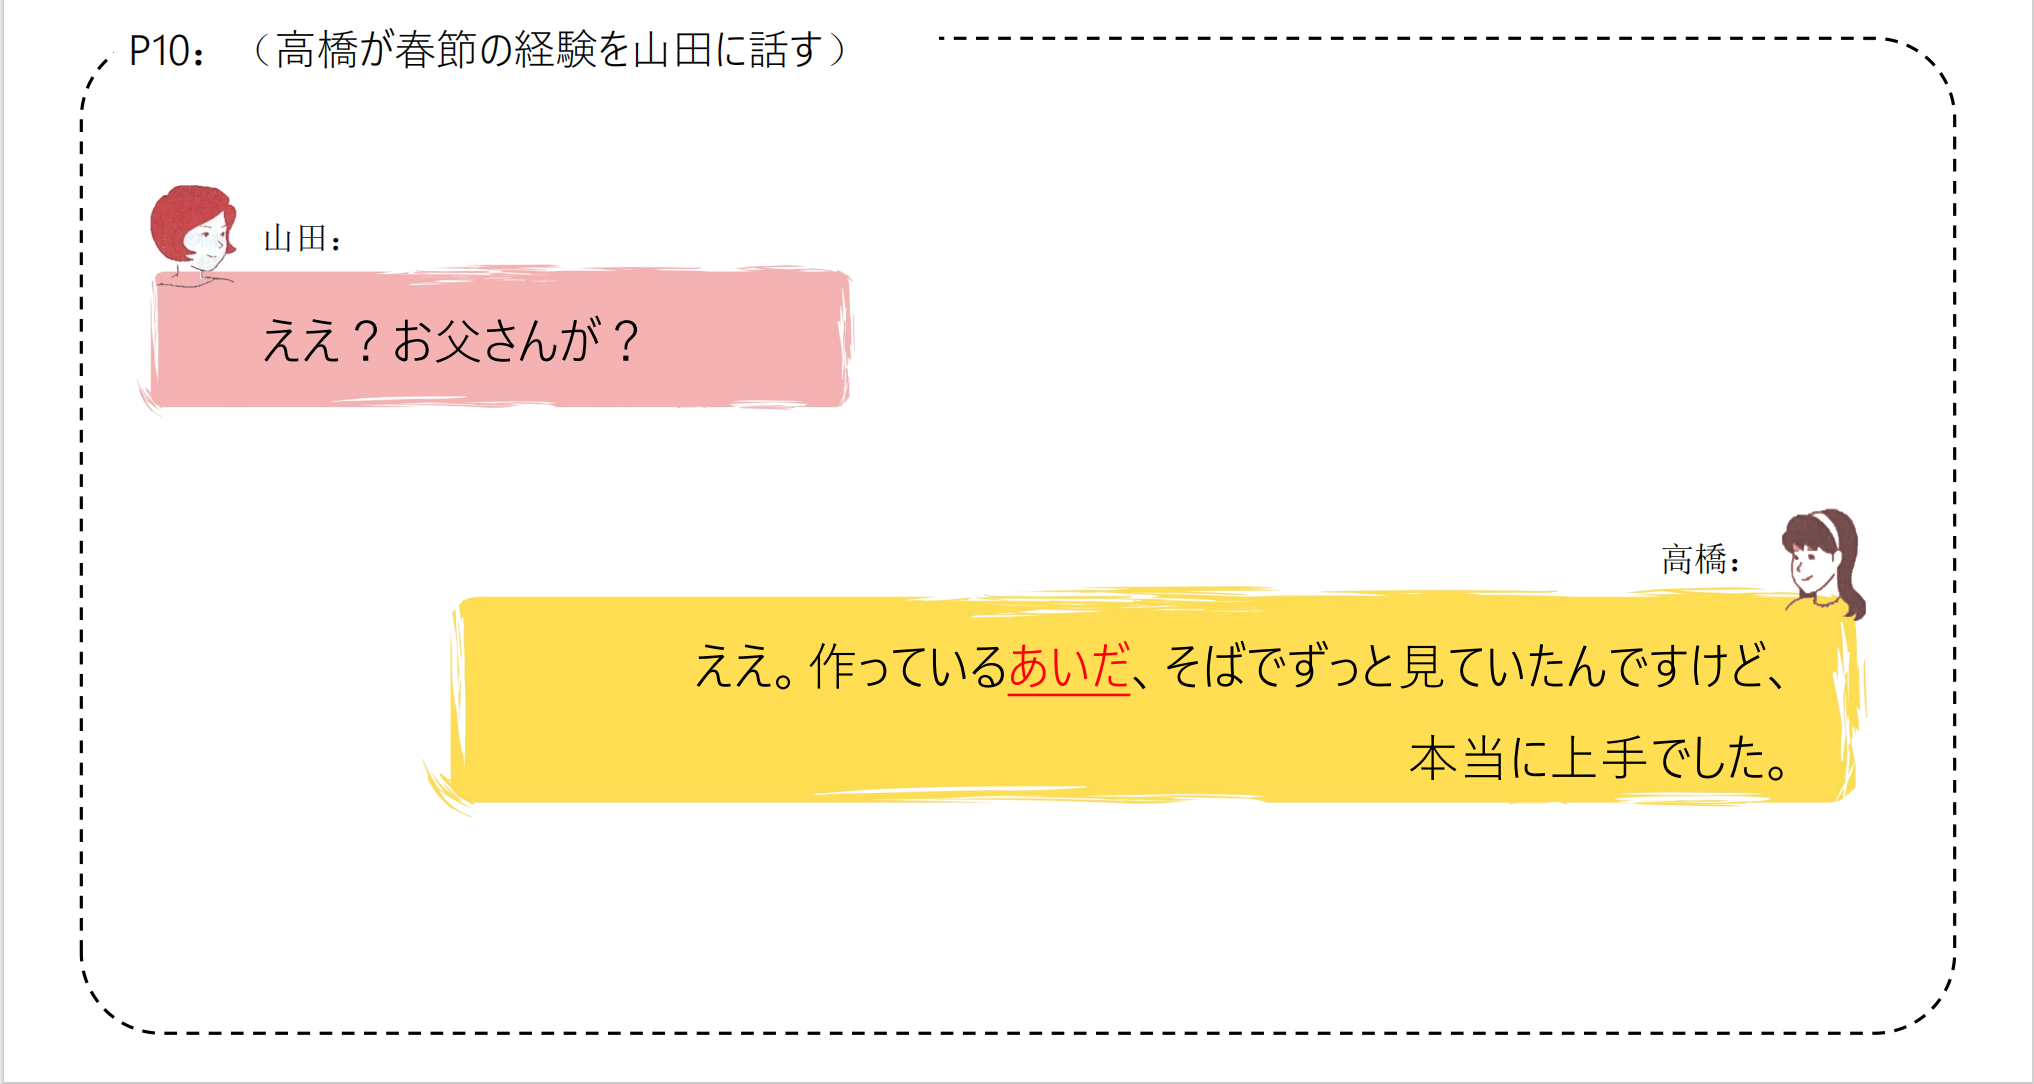 P10：（高橋が春節の経験を山田に話す）
山田：
ええ？お父さんが？
高橋：
ええ。作っているあいだ、そばでずっと見ていたんですけど、
本当に上手でした。